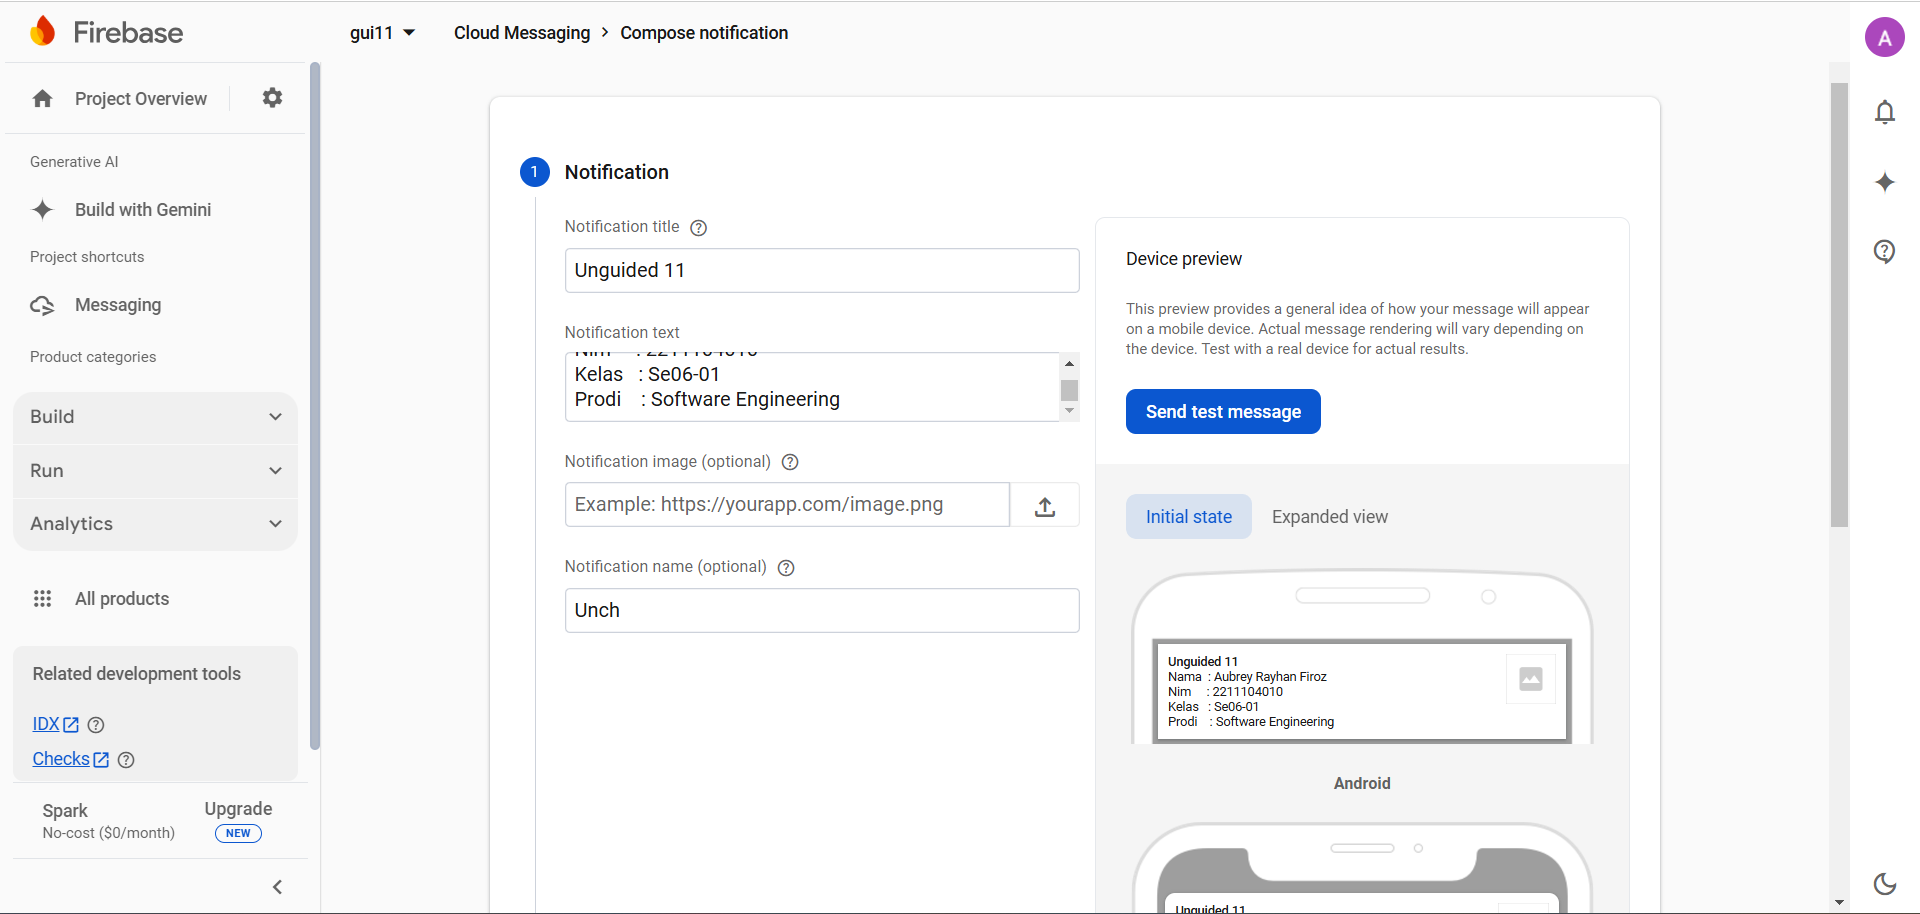 Firebase
gui11
Cloud Messaging > Compose notification
A
Project Overview
Generative AI
Build with Gemini
Project shortcuts
Messaging
Product categories
Build
Run
Analytics
All products
Related development tools
IDX
Checks
Spark
No-cost ($0/month)
Upgrade
NEW
1
Notification
Notification title
Unguided 11
Notification text
Nim : 2211104010
Kelas : Se06-01
Prodi : Software Engineering
Notification image (optional)
Example: https://yourapp.com/image.png
Notification name (optional)
Unch
Device preview
This preview provides a general idea of how your message will appear
on a mobile device. Actual message rendering will vary depending on
the device. Test with a real device for actual results.
Send test message
Initial state
Expanded view
Unguided 11
Nama : Aubrey Rayhan Firoz
Nim : 2211104010
Kelas : Se06-01
Prodi : Software Engineering
Android
Unguided 11